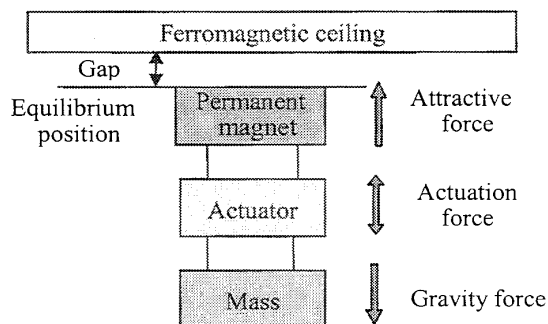 Ferromagnetic ceiling
Gap
Equilibrium
position
Permanent
magnet
Attractive
force
Actuator
Actuation
force
Mass
Gravity force